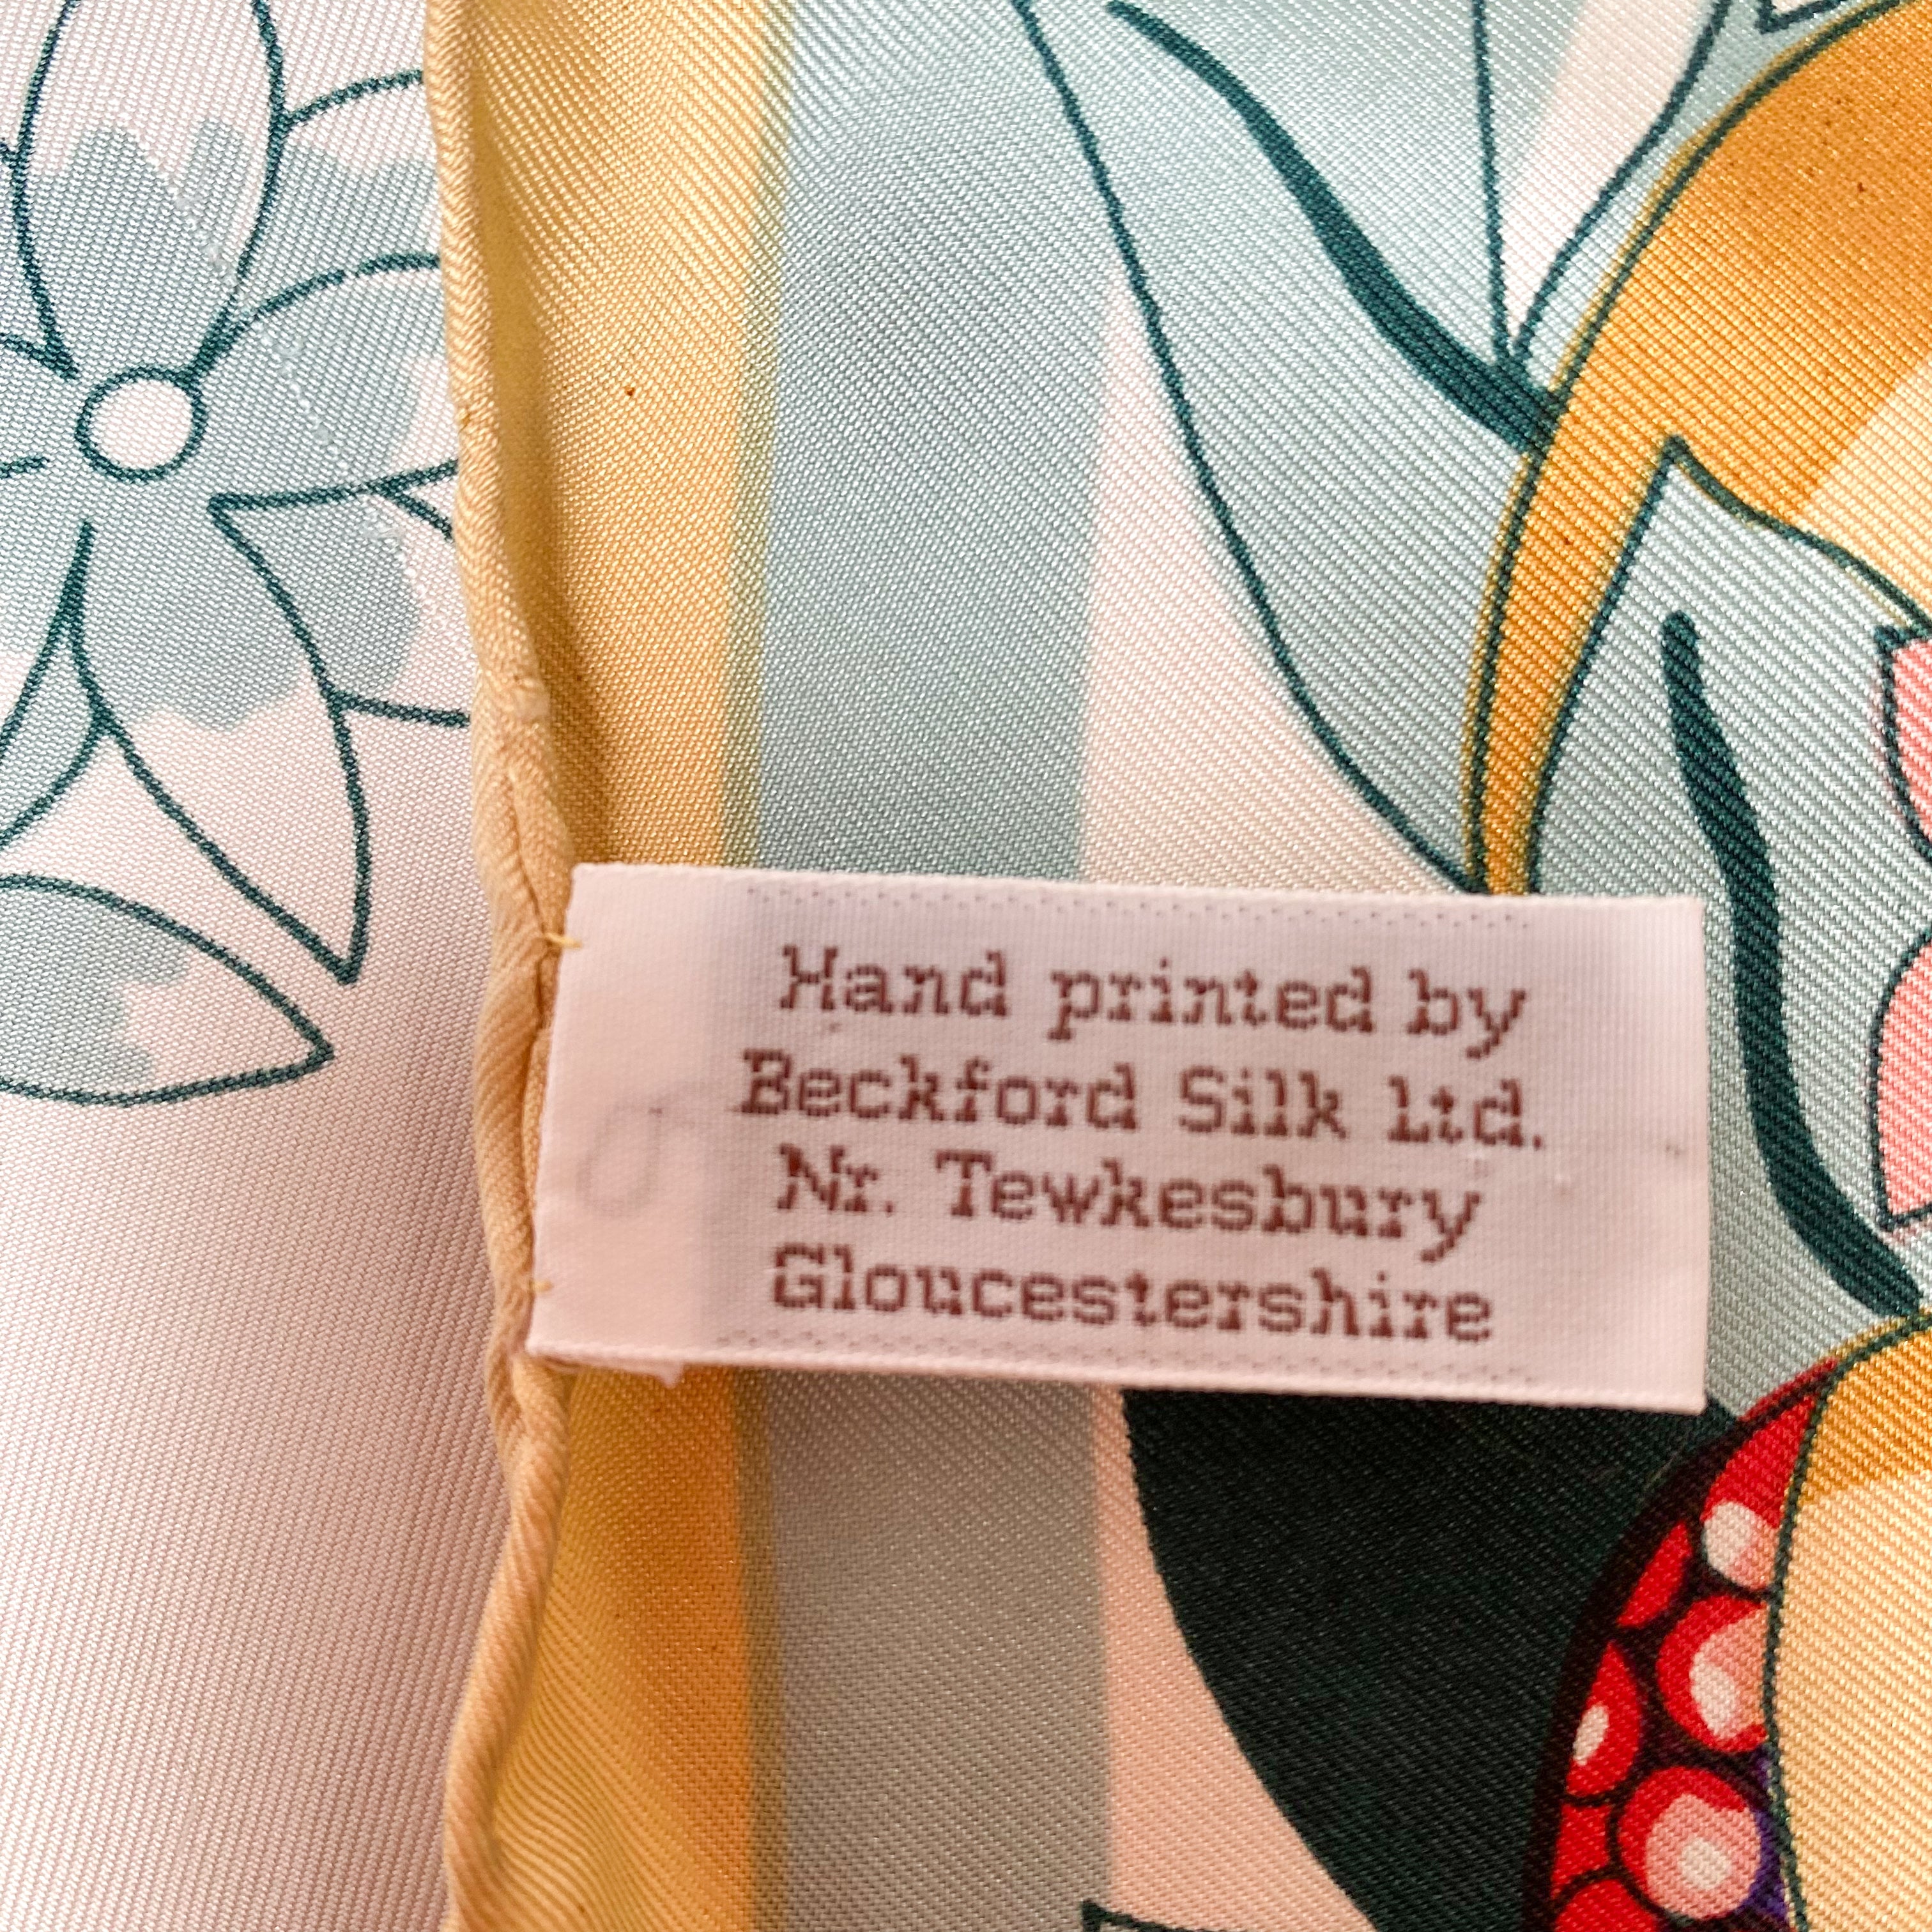 Hand printed by
Beckford Silk Ltd.
Nr. Tewkesbury
Gloucestershire